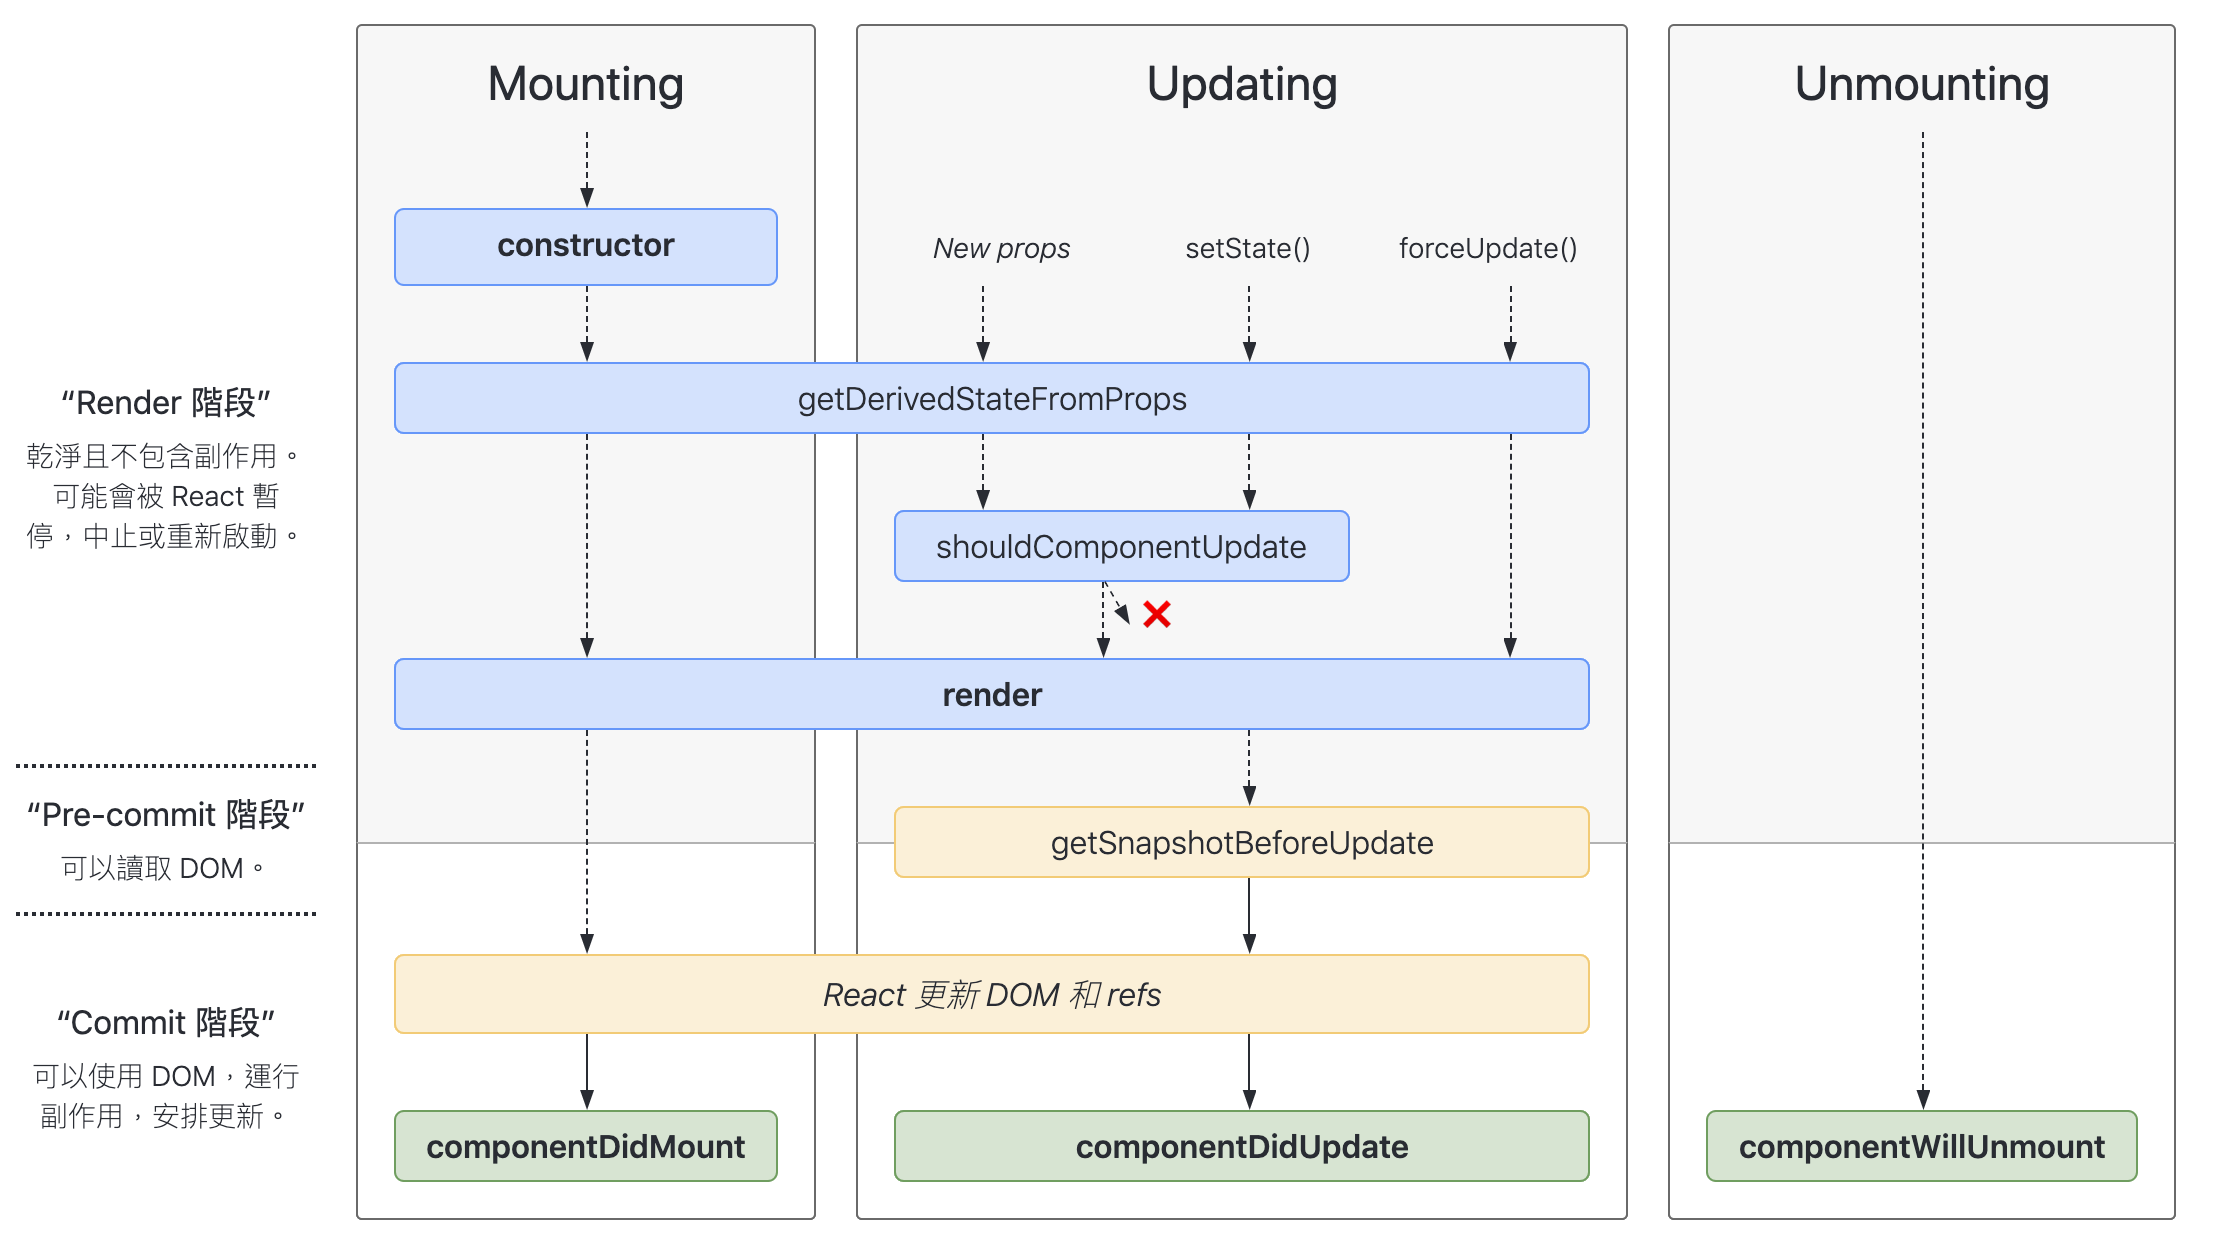 Mounting
Updating
Unmounting
constructor
New props
setState()
forceUpdate()
getDerivedStateFromProps
“Render 階段”
乾淨且不包含副作用。
可能會被 React 暫
停，中止或重新啟動。
shouldComponentUpdate
render
“Pre-commit 階段”
可以讀取 DOM。
getSnapshotBeforeUpdate
React 更新 DOM 和 refs
“Commit 階段”
可以使用 DOM，運行
副作用，安排更新。
componentDidMount
componentDidUpdate
componentWillUnmount